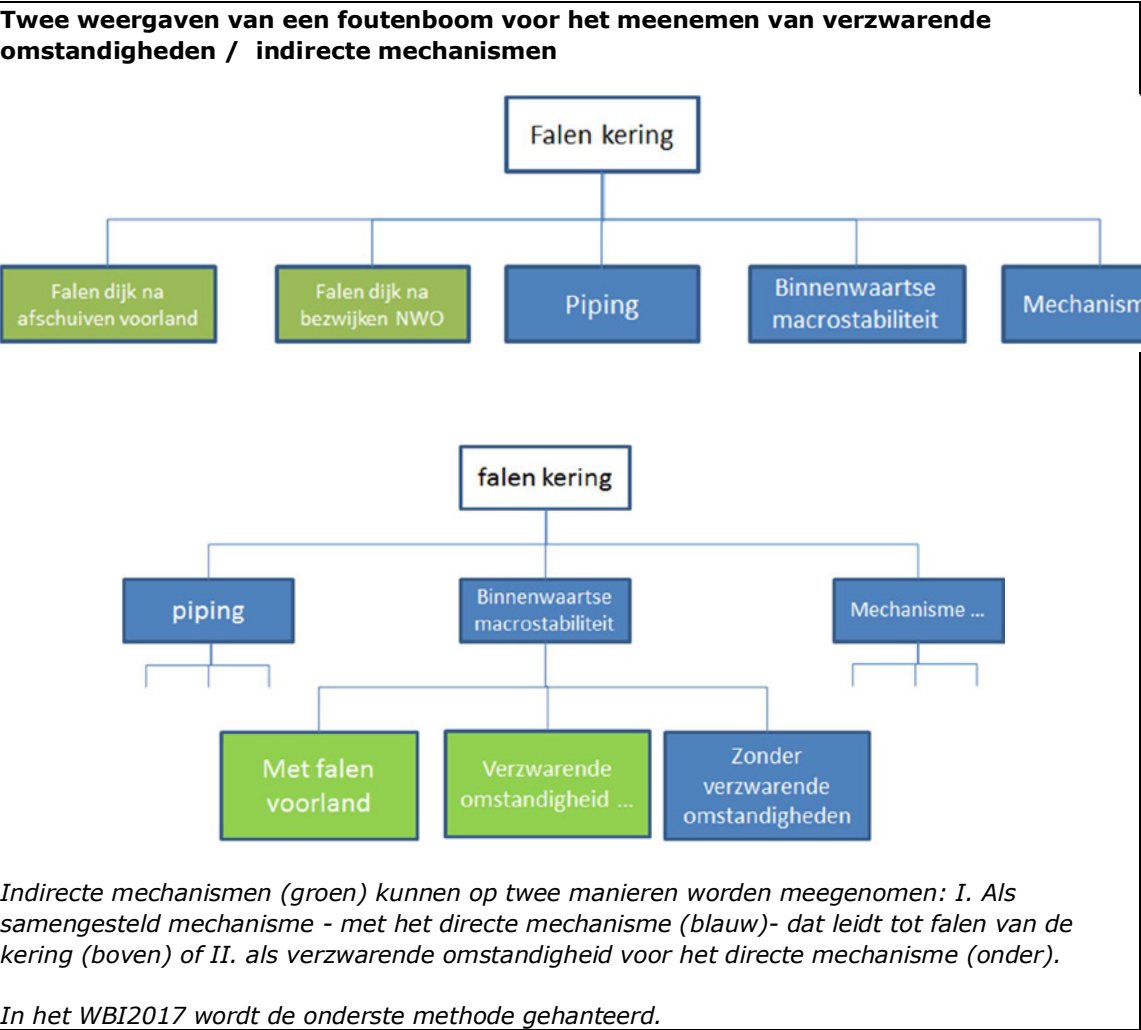 Twee weergaven van een foutenboom voor het meenemen van verzwarende
omstandigheden / indirecte mechanismen
Falen kering
Falen dijk na
afschuiven voorland
Falen dijk na
bezwijken NWO
Piping
Binnenwaartse
macrostabiliteit
Mechanism
falen kering
piping
Binnenwaartse
macrostabiliteit
Mechanisme ...
Met falen
voorland
Verzwarende
omstandigheid ...
Zonder
verzwarende
omstandigheden
Indirecte mechanismen (groen) kunnen op twee manieren worden meegenomen: I. Als
samengesteld mechanisme - met het directe mechanisme (blauw)- dat leidt tot falen van de
kering (boven) of II. als verzwarende omstandigheid voor het directe mechanisme (onder).
In het WBI2017 wordt de onderste methode gehanteerd.